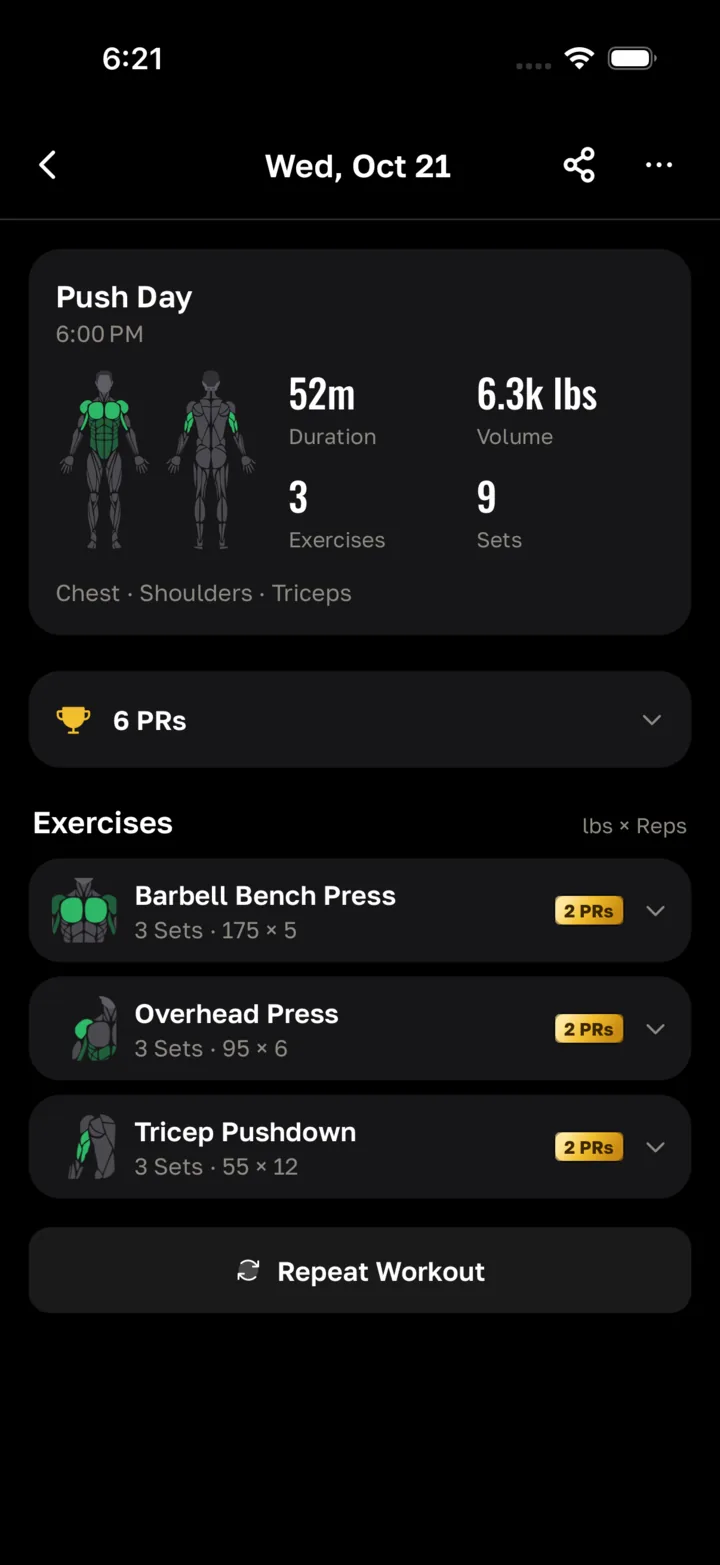 6:21
Wed, Oct 21
Push Day
6:00 PM
52m
6.3k lbs
Duration
Volume
3
9
Exercises
Sets
Chest · Shoulders · Triceps
6 PRs
Exercises
lbs × Reps
Barbell Bench Press
3 Sets · 175 × 5
2 PRs
Overhead Press
3 Sets · 95 × 6
2 PRs
Tricep Pushdown
3 Sets · 55 × 12
2 PRs
Repeat Workout